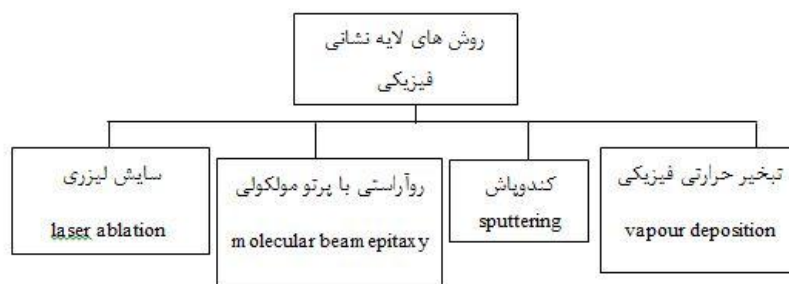 روش های لایه نشانی
فیزیکی
تبخیر حرارتی فیزیکی
vapour deposition
کندوپاش
sputtering
روآراستی با پرتو مولکولی
molecular beam epitaxy
سایش لیزری
laser ablation